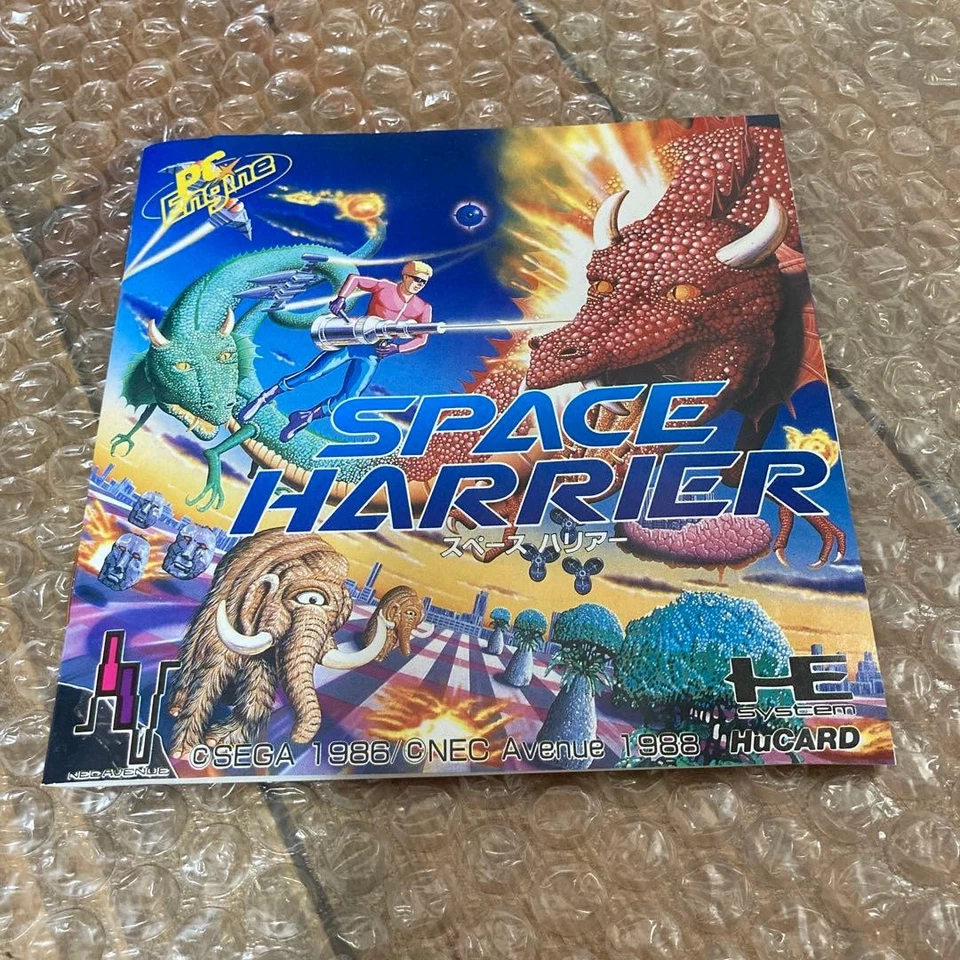 PC
Engine
SPACE
HARRIER
スペース ハリアー
HE
SYSTEM
NEC AVENUE
©SEGA 1986/©NEC Avenue 1988
HuCARD